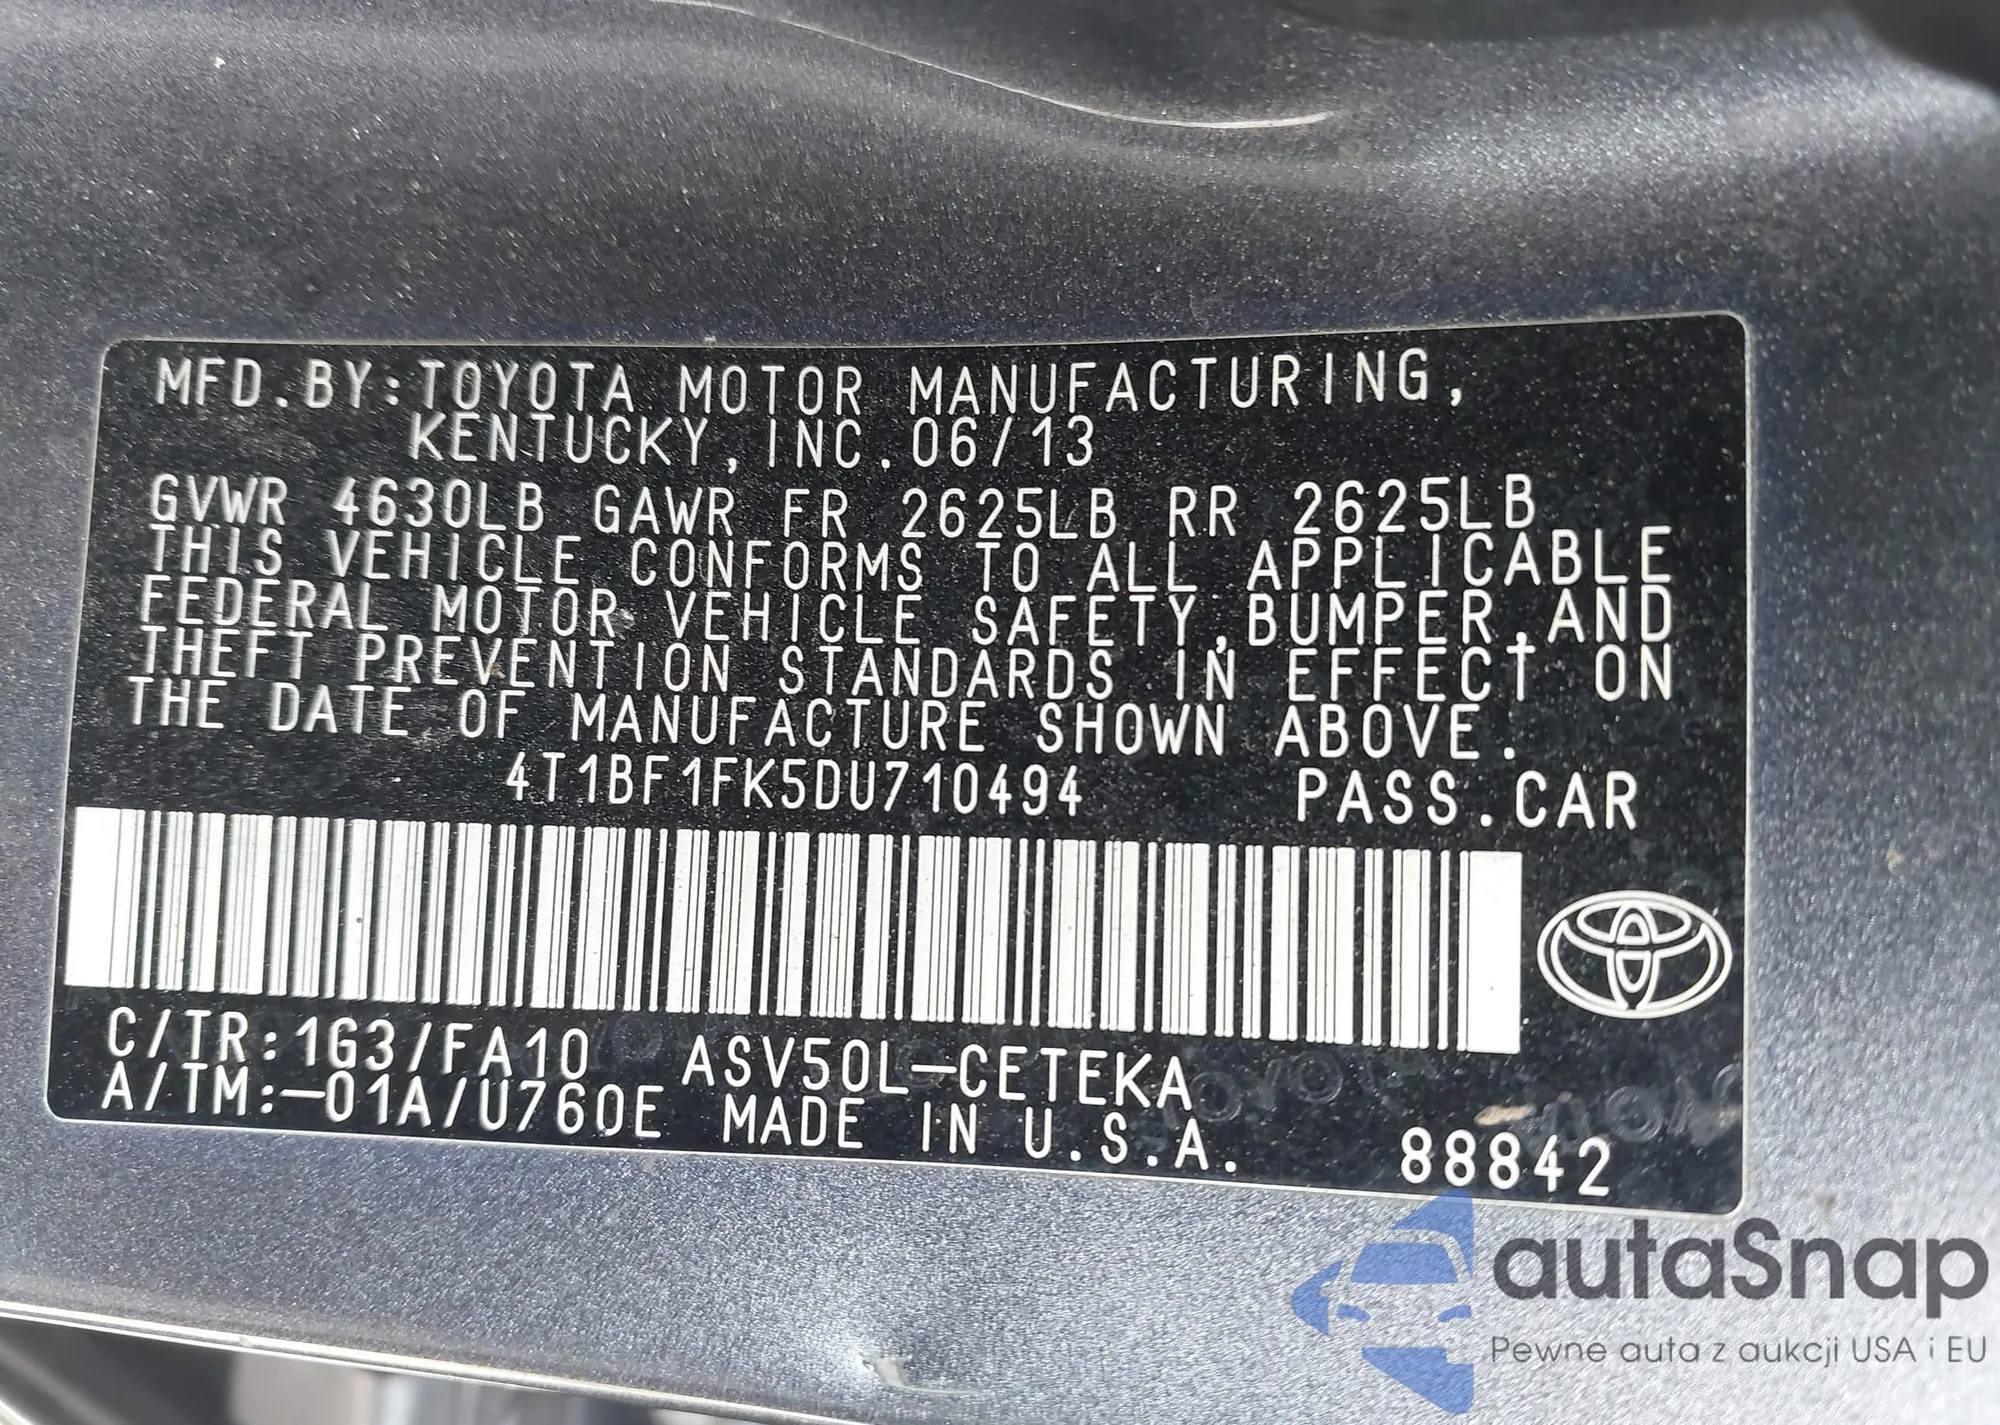 MFD.BY:TOYOTA MOTOR MANUFACTURING,
KENTUCKY,INC.06/13
GVWR 4630LB GAWR FR 2625LB RR 2625LB
THIS VEHICLE CONFORMS TO ALL APPLICABLE
FEDERAL MOTOR VEHICLE SAFETY,BUMPER,AND
THEFT PREVENTION STANDARDS IN EFFECT ON
THE DATE OF MANUFACTURE SHOWN ABOVE.
4T1BF1FK5DU710494 PASS.CAR
C/TR:1G3/FA10 ASV50L-CETEKA
A/TM:-01A/U760E MADE IN U.S.A.
88842
autaSnap
Pewne auta z aukcji USA i EU